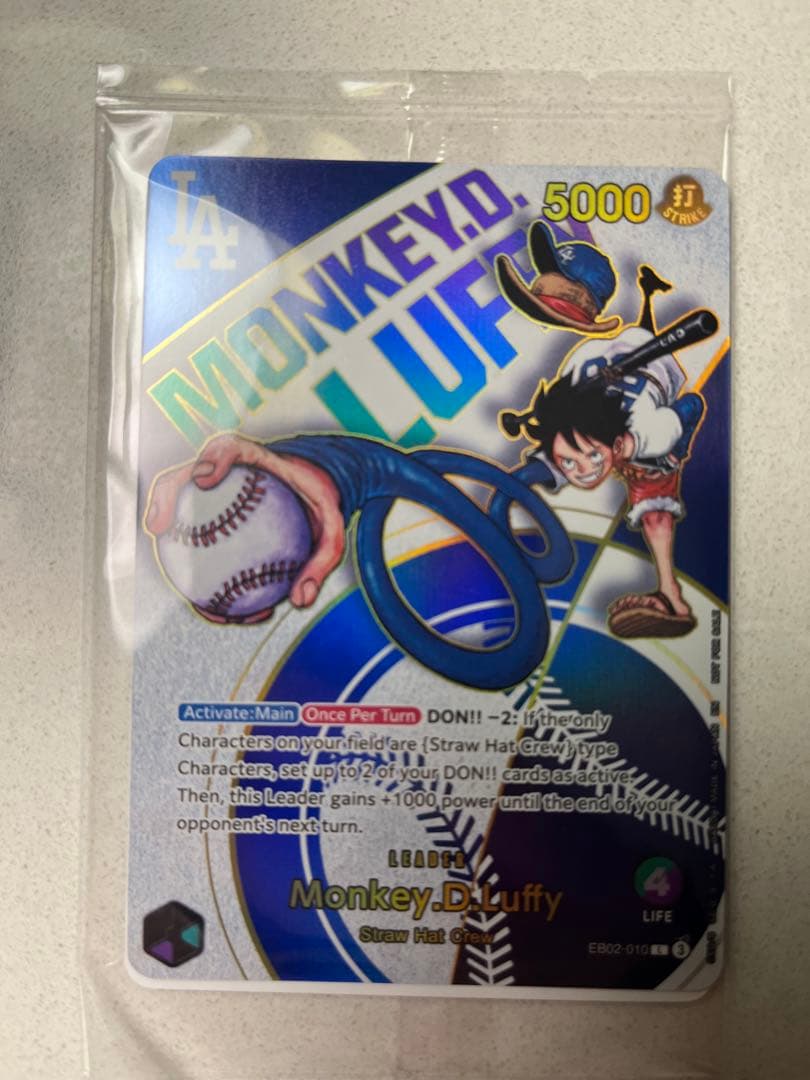 LA
MONKEY.D.
5000
打
STRIKE
LUF
LA
Activate:Main Once Per Turn DON!! −2: If the only
Characters on your field are {Straw Hat Crew} type
Characters, set up to 2 of your DON!! cards as active.
Then, this Leader gains +1000 power until the end of your
opponent's next turn.
NOT FOR SALE
LEADER
Monkey.D.Luffy
Straw Hat Crew
4
LIFE
EB02-010 L 3